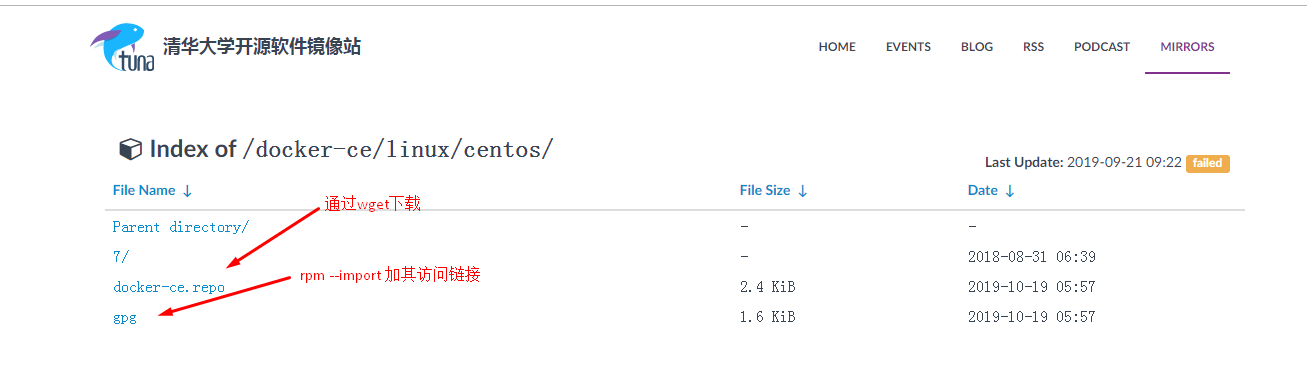 tuna 清华大学开源软件镜像站
HOME EVENTS BLOG RSS PODCAST MIRRORS
Index of /docker-ce/linux/centos/
Last Update: 2019-09-21 09:22 failed
File Name ↓ File Size ↓ Date ↓
通过wget下载
Parent directory/ - -
7/ - 2018-08-31 06:39
rpm --import 加其访问链接
docker-ce.repo 2.4 KiB 2019-10-19 05:57
gpg 1.6 KiB 2019-10-19 05:57